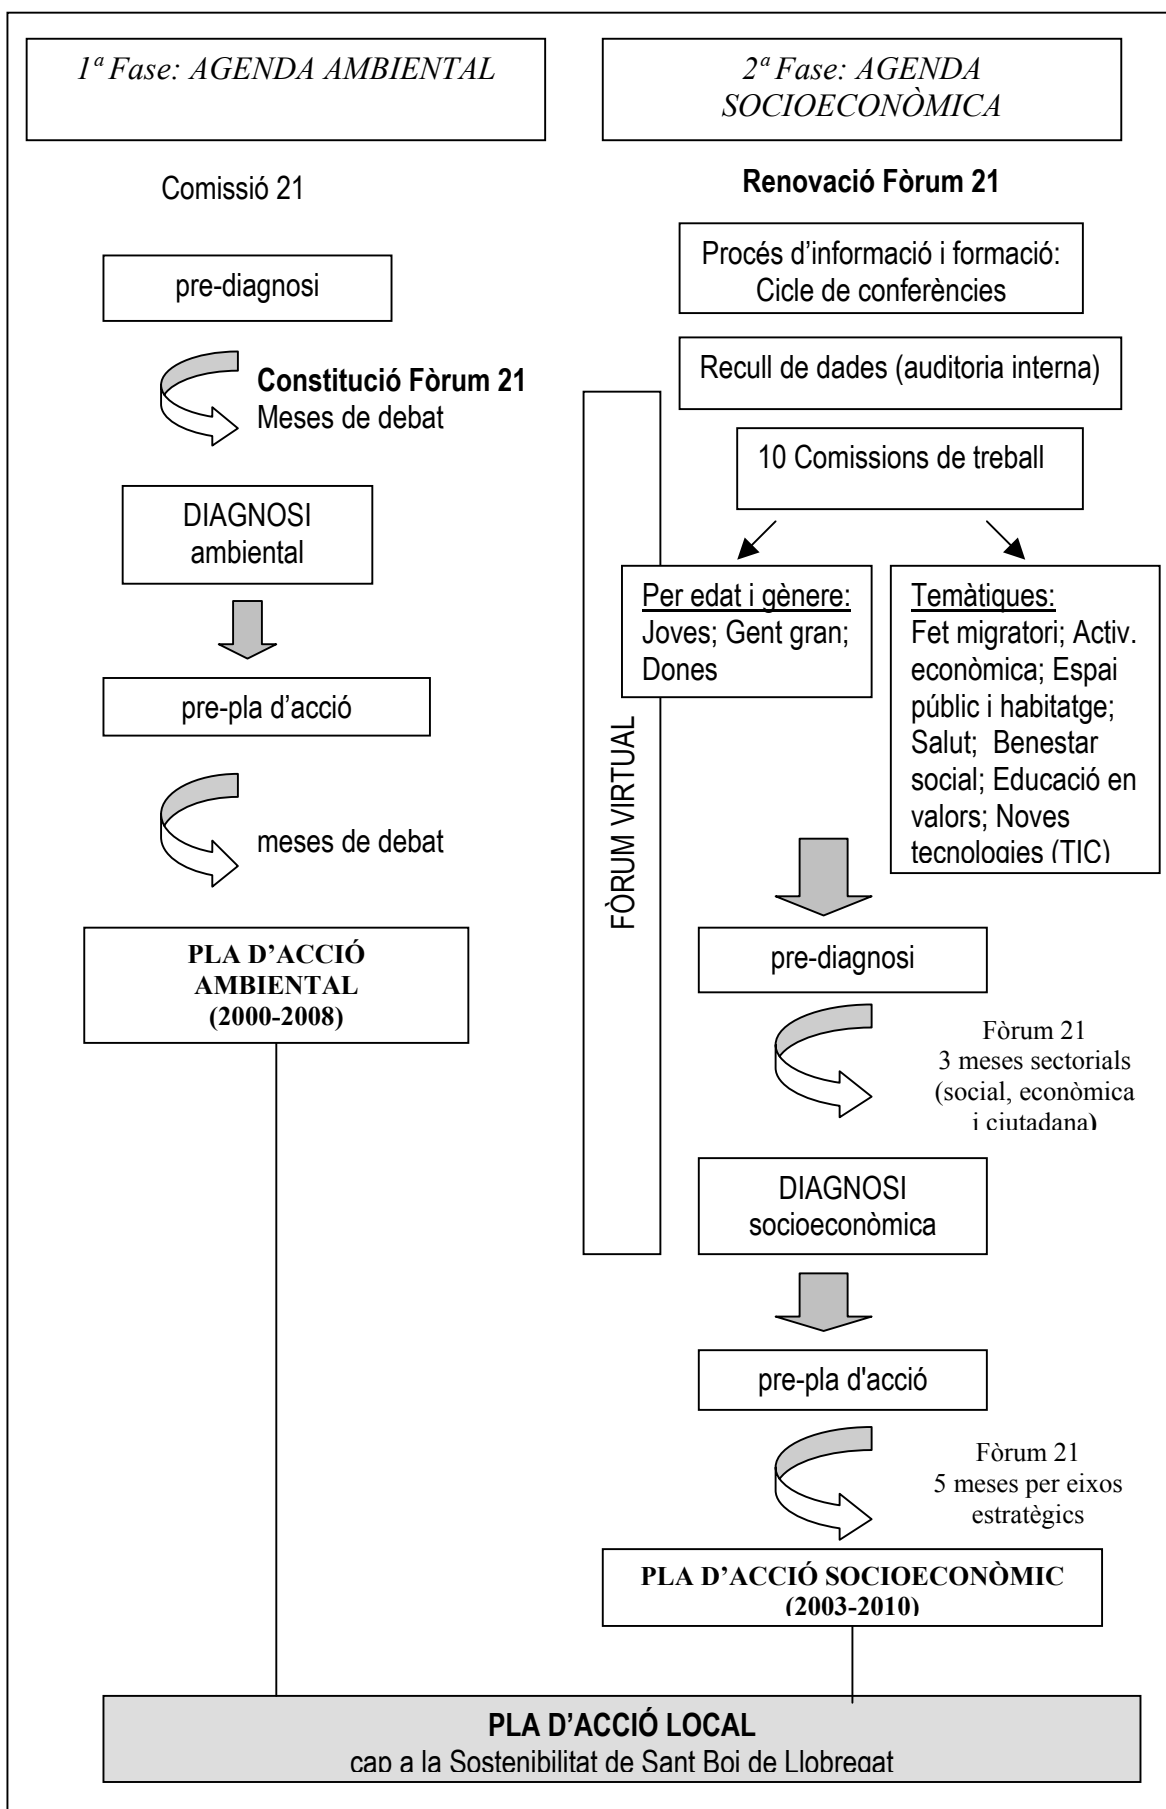 1ª Fase: AGENDA AMBIENTAL
Comissió 21
pre-diagnosi
Constitució Fòrum 21
Meses de debat
DIAGNOSI
ambiental
pre-pla d’acció
meses de debat
PLA D’ACCIÓ
AMBIENTAL
(2000-2008)
2ª Fase: AGENDA
SOCIOECONÒMICA
Renovació Fòrum 21
Procés d’informació i formació:
Cicle de conferències
Recull de dades (auditoria interna)
10 Comissions de treball
FÒRUM VIRTUAL
Per edat i gènere:
Joves; Gent gran;
Dones
Temàtiques:
Fet migratori; Activ.
econòmica; Espai
públic i habitatge;
Salut; Benestar
social; Educació en
valors; Noves
tecnologies (TIC)
pre-diagnosi
Fòrum 21
3 meses sectorials
(social, econòmica
i ciutadana)
DIAGNOSI
socioeconòmica
pre-pla d'acció
Fòrum 21
5 meses per eixos
estratègics
PLA D’ACCIÓ SOCIOECONÒMIC
(2003-2010)
PLA D’ACCIÓ LOCAL
cap a la Sostenibilitat de Sant Boi de Llobregat